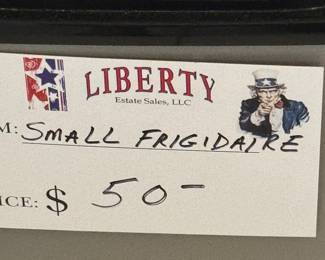 LIBERTY
Estate Sales, LLC
M: SMALL FRIGIDAIRE
ICE: $ 50-